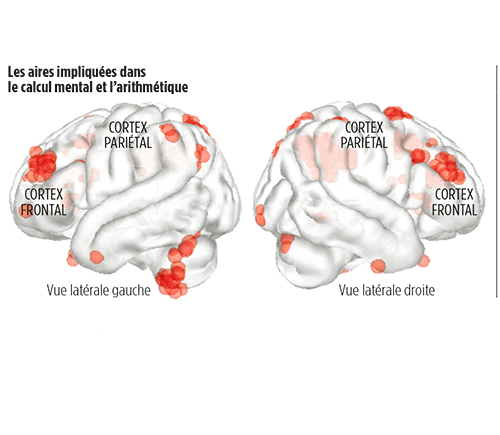 Les aires impliquées dans
le calcul mental et l'arithmétique
CORTEX
PARIÉTAL
CORTEX
FRONTAL
Vue latérale gauche
CORTEX
PARIÉTAL
CORTEX
FRONTAL
Vue latérale droite